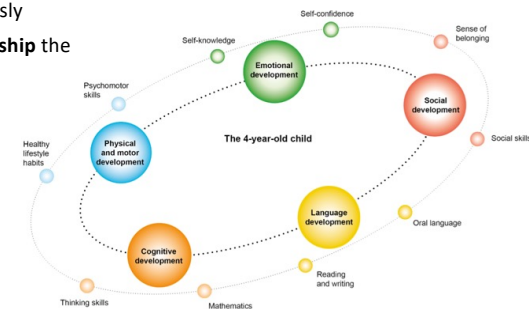 sly
ship the
Self-confidence
Self-knowledge
Sense of
belonging
Emotional
development
Psychomotor
skills
Social
development
Healthy
lifestyle
habits
Physical
and motor
development
The 4-year-old child
Social skills
Language
development
Oral language
Cognitive
development
Reading
and writing
Thinking skills
Mathematics